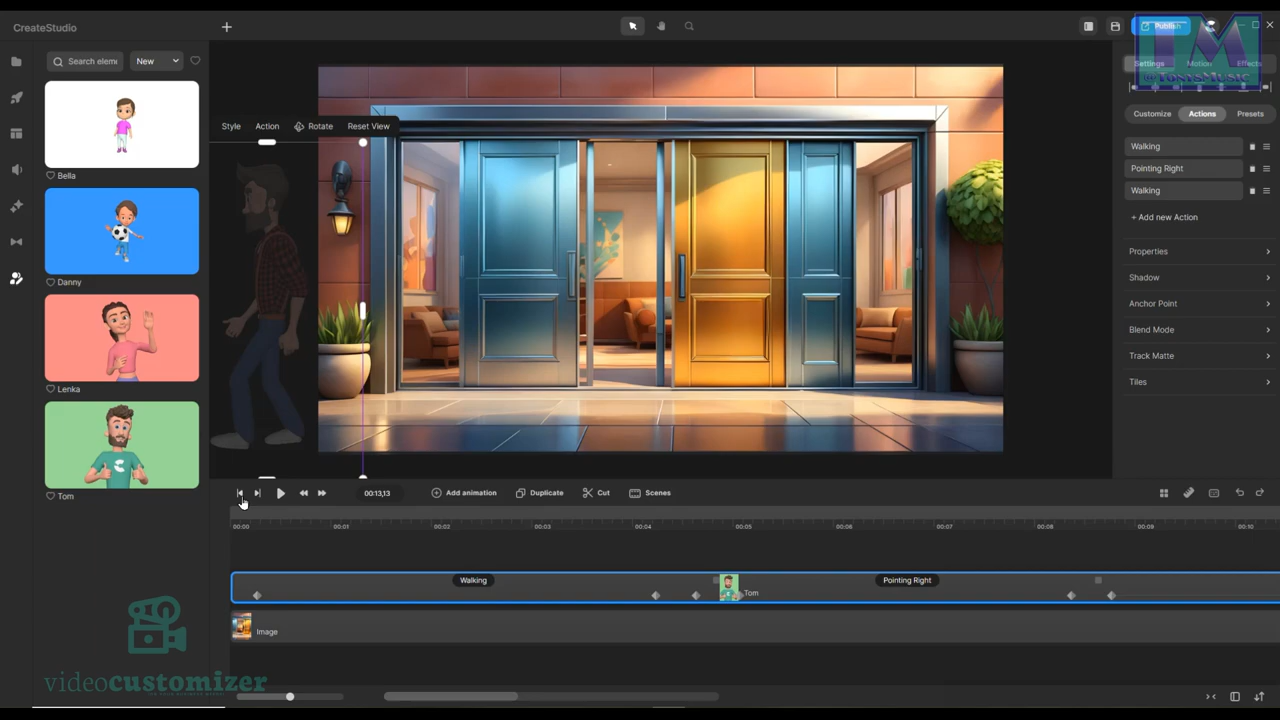 CreateStudio
Publish
TM
@TonysMusic
Search elem
New
Settings
Motion
Effects
Customize
Actions
Presets
Style
Action
Rotate
Reset View
Walking
Pointing Right
Walking
+ Add new Action
Properties
Shadow
Anchor Point
Blend Mode
Track Matte
Tiles
Bella
Danny
Lenka
Tom
00:13,13
Add animation
Duplicate
Cut
Scenes
00:00
00:01
00:02
00:03
00:04
00:05
00:06
00:07
00:08
00:09
00:10
Walking
Pointing Right
Tom
Image
videocustomizer